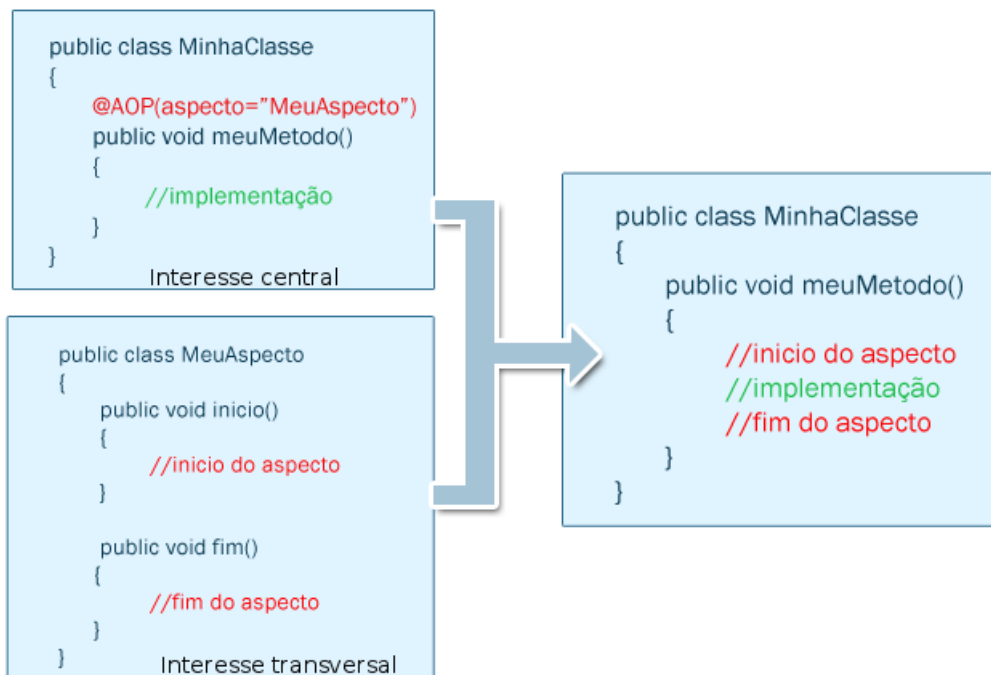 public class MinhaClasse
{
@AOP(aspecto=”MeuAspecto”)
public void meuMetodo()
{
//implementação
}
}
Interesse central
public class MeuAspecto
{
public void inicio()
{
//inicio do aspecto
}
public void fim()
{
//fim do aspecto
}
}
Interesse transversal
public class MinhaClasse
{
public void meuMetodo()
{
//inicio do aspecto
//implementação
//fim do aspecto
}
}